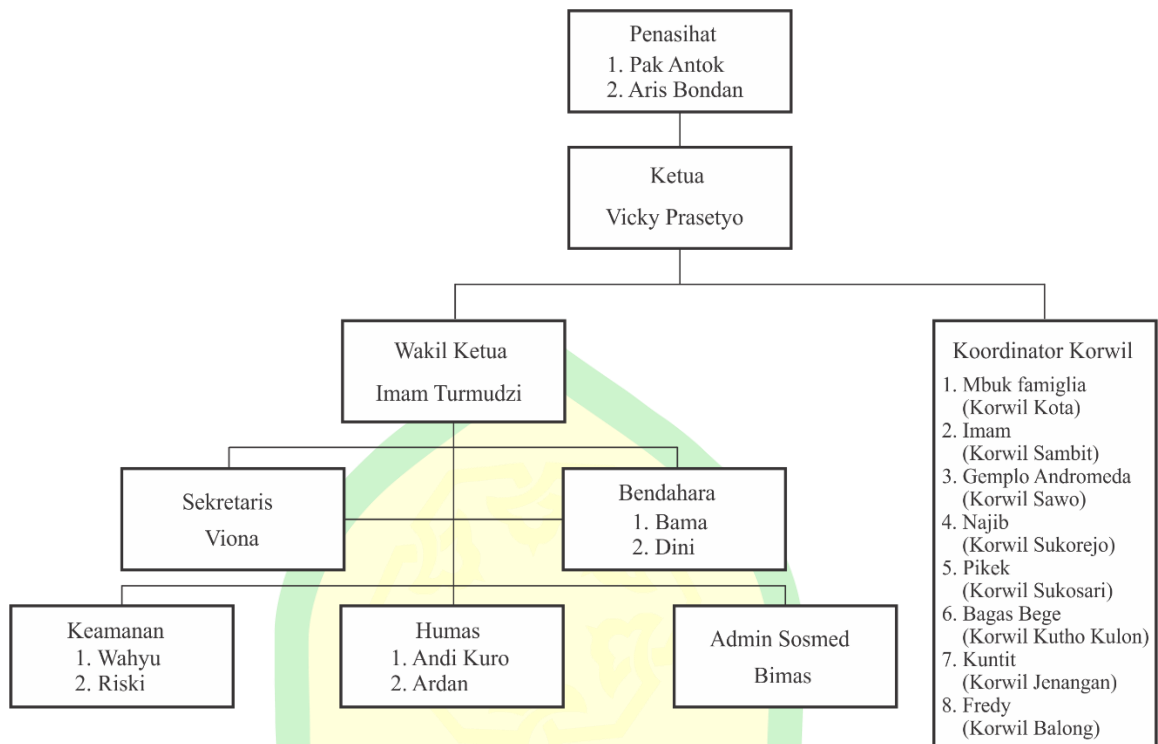 Penasihat
1. Pak Antok
2. Aris Bondan
Ketua
Vicky Prasetyo
Wakil Ketua
Imam Turmudzi
Koordinator Korwil
1. Mbuk famiglia
(Korwil Kota)
2. Imam
(Korwil Sambit)
3. Gemplo Andromeda
(Korwil Sawo)
4. Najib
(Korwil Sukorejo)
5. Pikek
(Korwil Sukosari)
6. Bagas Bege
(Korwil Kutho Kulon)
7. Kuntit
(Korwil Jenangan)
8. Fredy
(Korwil Balong)
Sekretaris
Viona
Bendahara
1. Bama
2. Dini
Keamanan
1. Wahyu
2. Riski
Humas
1. Andi Kuro
2. Ardan
Admin Sosmed
Bimas